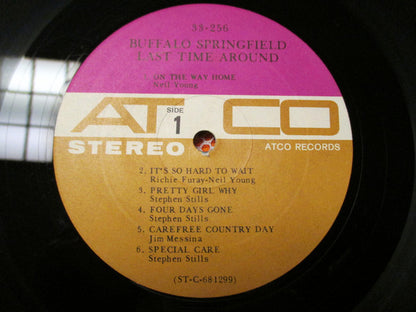 33-256
BUFFALO SPRINGFIELD
LAST TIME AROUND
1. ON THE WAY HOME
Neil Young
ATCO
SIDE
1
STEREO
ATCO RECORDS
2. IT'S SO HARD TO WAIT
Richie Furay-Neil Young
3. PRETTY GIRL WHY
Stephen Stills
4. FOUR DAYS GONE
Stephen Stills
5. CAREFREE COUNTRY DAY
Jim Messina
6. SPECIAL CARE
Stephen Stills
(ST-C-681299)